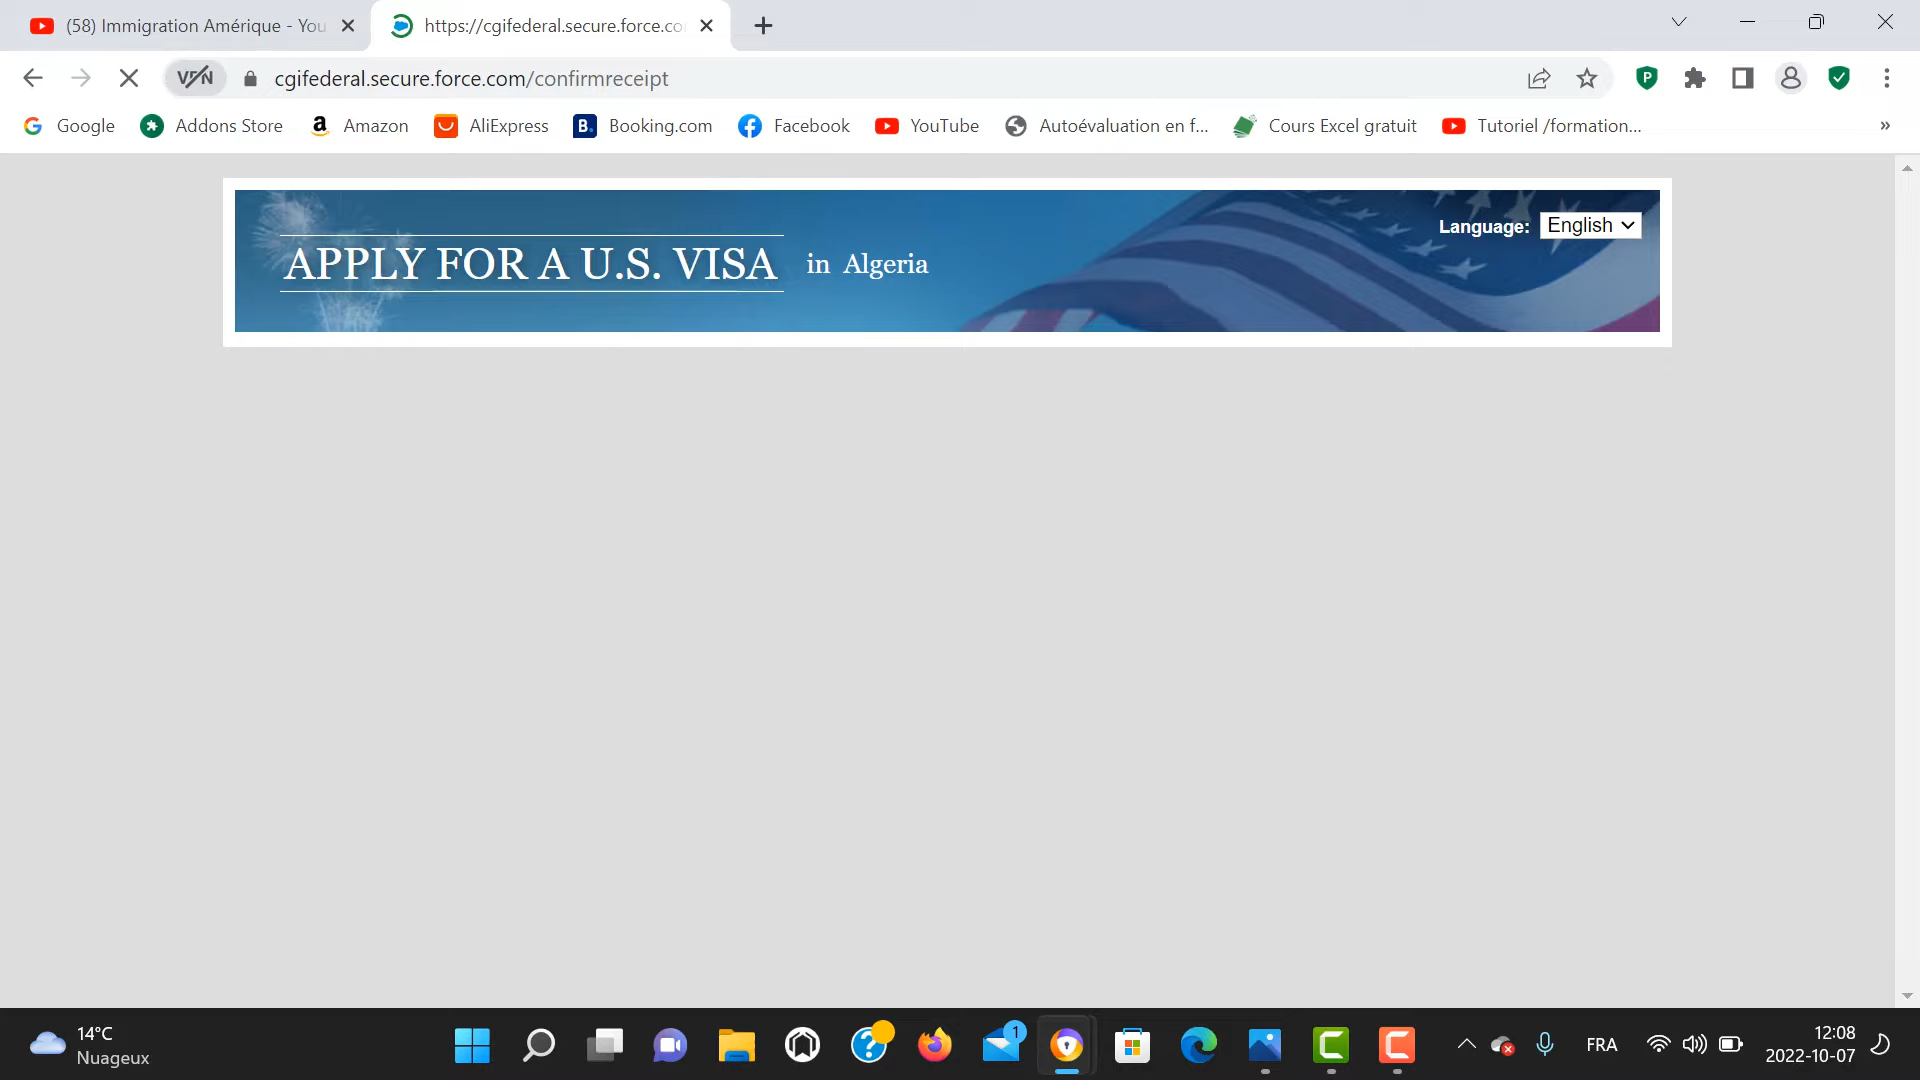 (58) Immigration Amérique - You
https://cgifederal.secure.force.co
VPN
cgifederal.secure.force.com/confirmreceipt
Google
Addons Store
Amazon
AliExpress
Booking.com
Facebook
YouTube
Autoévaluation en f...
Cours Excel gratuit
Tutoriel /formation...
»
APPLY FOR A U.S. VISA in Algeria
Language: English
14°C
Nuageux
1
FRA
12:08
2022-10-07